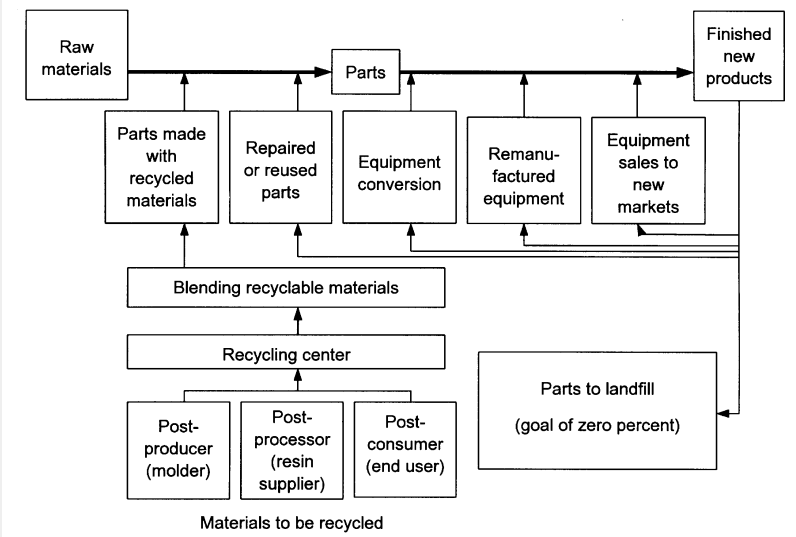 Raw
materials
Parts
Finished
new
products
Parts made
with
recycled
materials
Repaired
or reused
parts
Equipment
conversion
Remanu-
factured
equipment
Equipment
sales to
new
markets
Blending recyclable materials
Recycling center
Post-
producer
(molder)
Post-
processor
(resin
supplier)
Post-
consumer
(end user)
Parts to landfill
(goal of zero percent)
Materials to be recycled